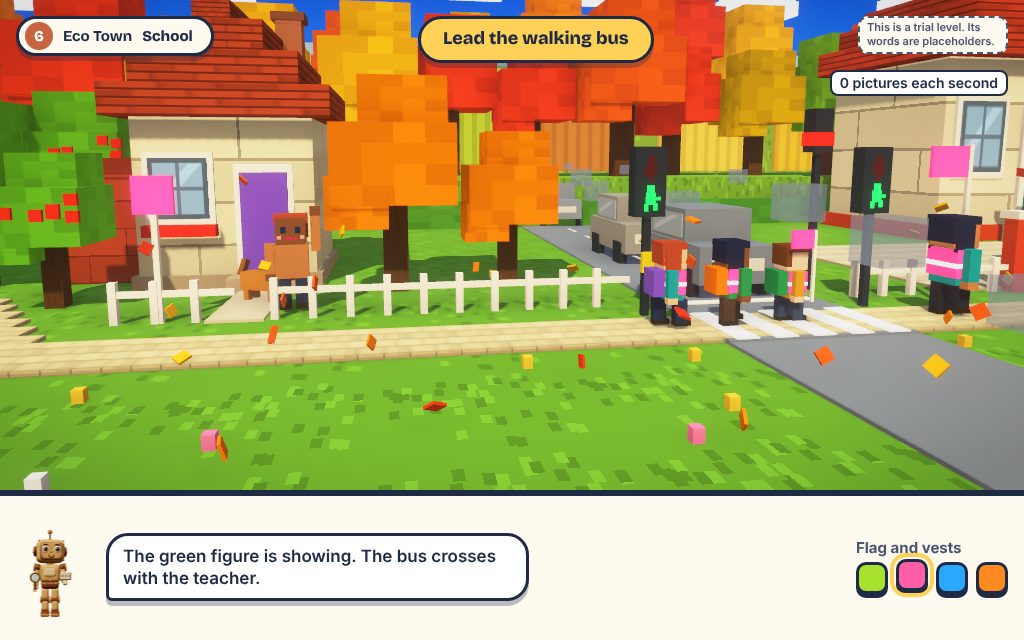 6 Eco Town School
Lead the walking bus
This is a trial level. Its
words are placeholders.
0 pictures each second
The green figure is showing. The bus crosses
with the teacher.
Flag and vests